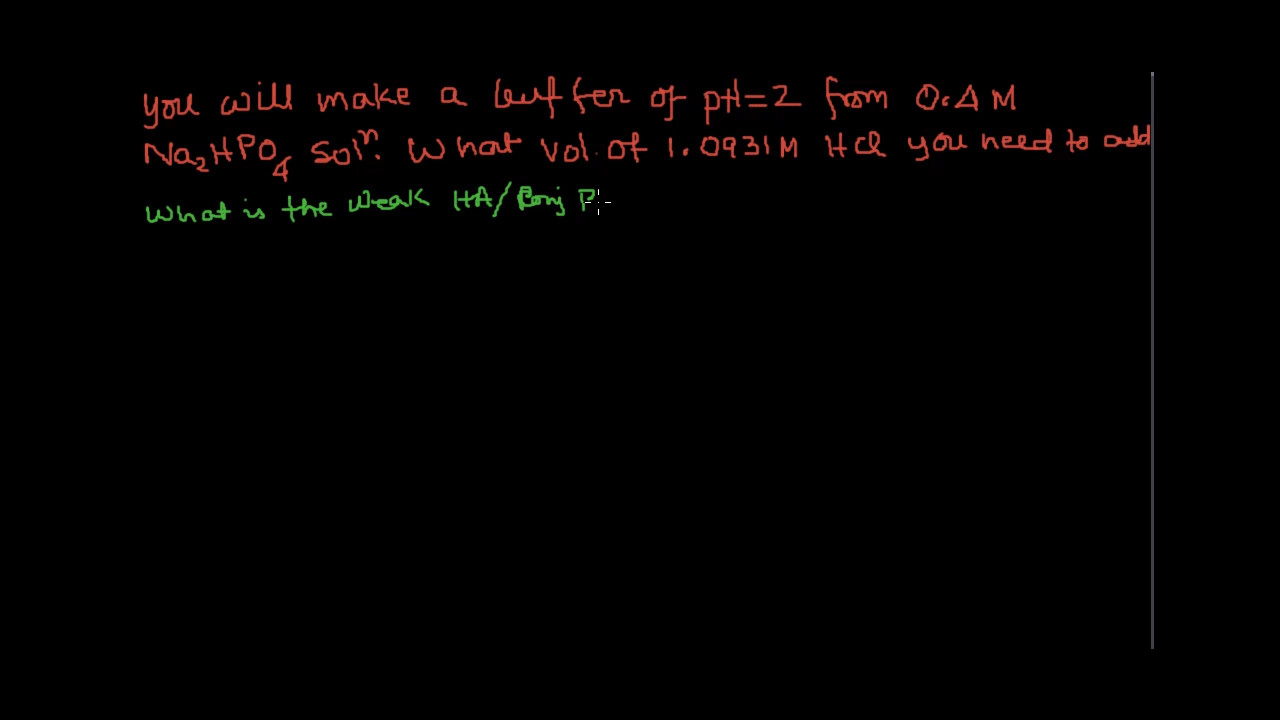 you will make a buffer of pH=2 from 0.4 M
Na₂HPO₄ solⁿ. What vol. of 1.0931M HCl you need to add
What is the weak HA/Conj